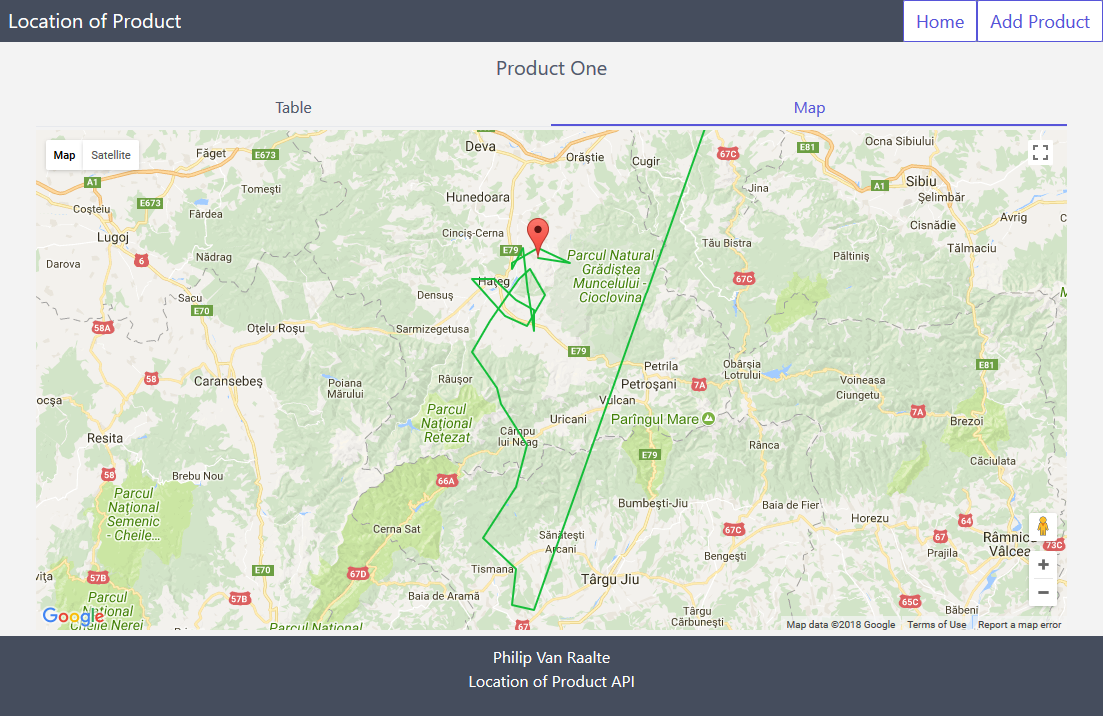 Location of Product
Home
Add Product
Product One
Table
Map
Map
Satellite
Făget
E673
Deva
Orăștie
Cugir
67C
E81
Ocna Sibiului
A1
Tomești
Jina
A1
Sibiu
Șelimbăr
Coșteiu
E673
Fârdea
Hunedoara
Cisnădie
Avrig
Lugoj
Cinciș-Cerna
Tău Bistra
Tălmaciu
Darova
6
Nădrag
E79
Parcul Natural
Grădiștea
Muncelului -
Cioclovina
Păltiniș
67C
Hațeg
Densuș
Sacu
E70
58A
Oțelu Roșu
Sarmizegetusa
E79
Petrila
Obârșia
Lotrului
E81
58
Caransebeș
Poiana
Mărului
Râușor
Petroșani
7A
Voineasa
Ciungetu
Vulcan
ocșa
Parcul
Național
Retezat
Uricani
Parîngul Mare
7A
Brezoi
Resita
Câmpu
lui Neag
Rânca
E79
Căciulata
58
Brebu Nou
66A
Parcul
Național
Semenic
- Cheile...
Bumbești-Jiu
Baia de Fier
Horezu
64
Cerna Sat
67C
67
Râmnic
Vâlcea
73C
Sănătești
Arcani
Bengești
Prajila
E70
67D
Tismana
Târgu Jiu
vița
57B
57B
Baia de Aramă
65C
Băbeni
Parcul
Național
Cheile Nerei
Târgu
Cărbunești
Parcul Național
67
Google
Map data ©2018 Google
Terms of Use
Report a map error
Philip Van Raalte
Location of Product API